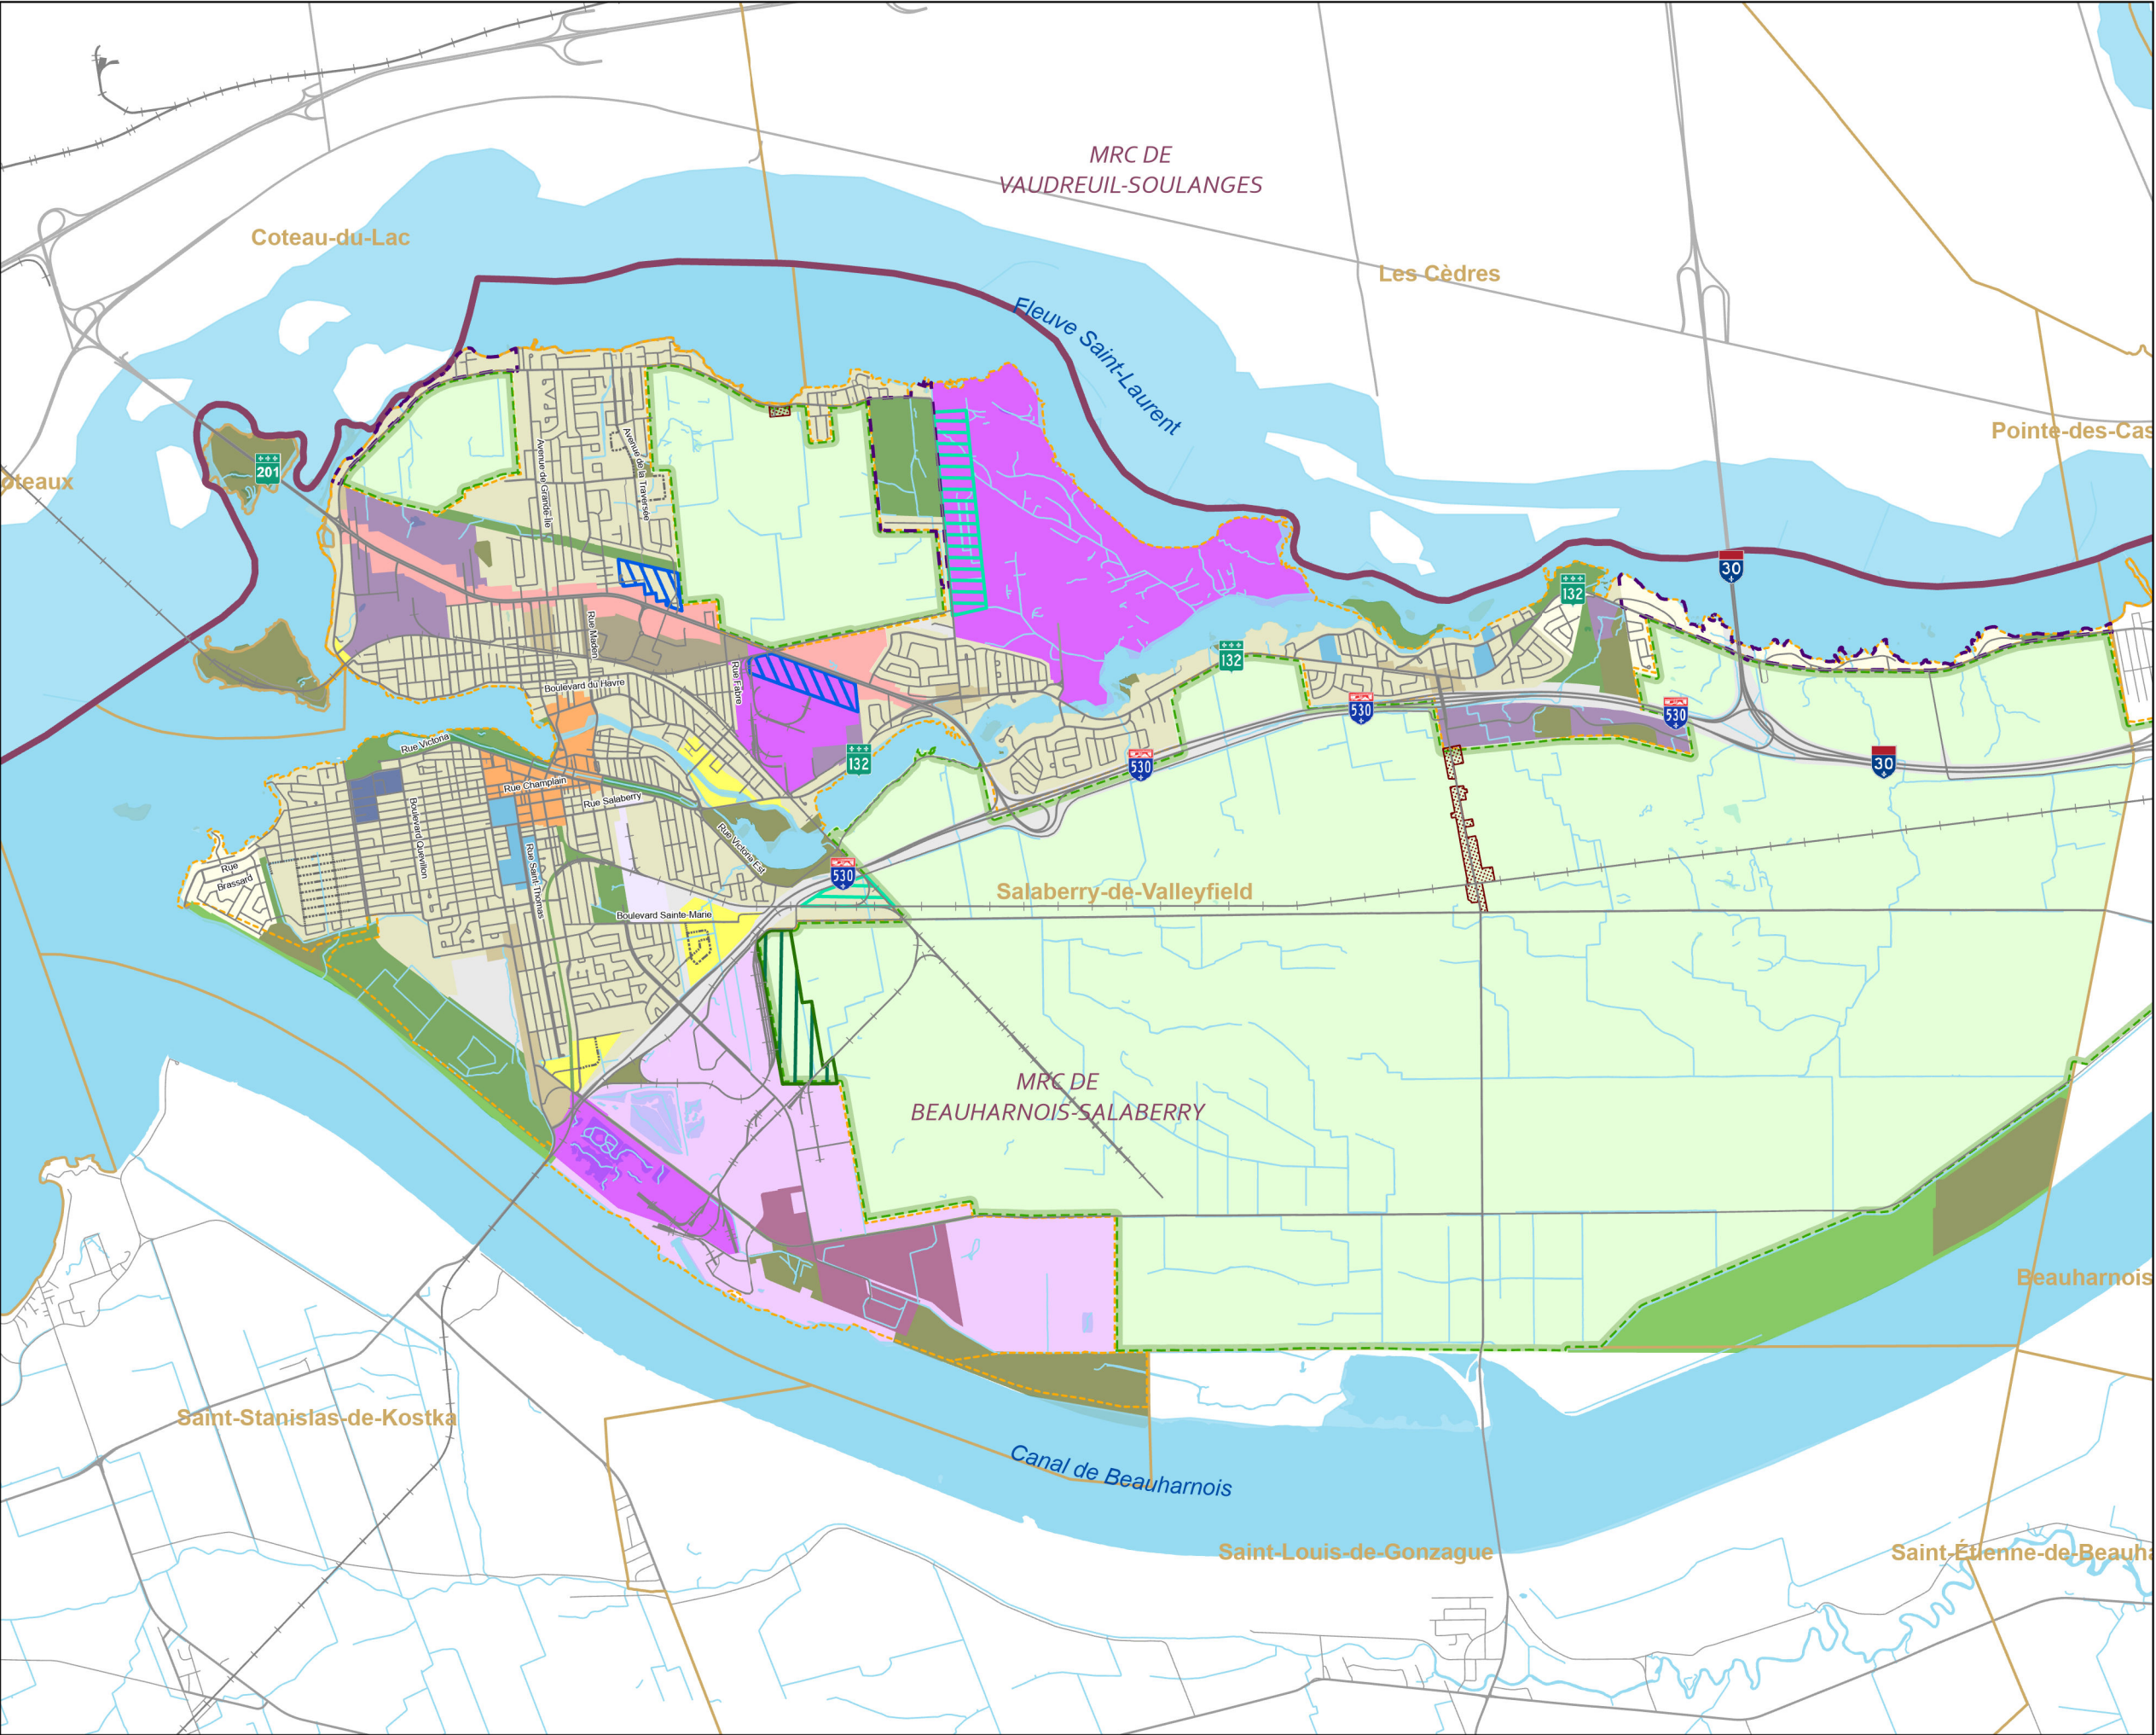 MRC DE
VAUDREUIL-SOULANGES
Coteau-du-Lac
Les Cèdres
Fleuve Saint-Laurent
Pointe-des-Cas
oteaux
201
Avenue de Grande-Île
Avenue de la Traversée
30
132
Rue Maden
132
Rue Fabre
Boulevard du Havre
530
530
Rue Victoria
132
530
30
Rue Champlain
Rue Salaberry
Boulevard Quevillon
Rue Victoria Est
Rue Saint-Thomas
Rue
Brassard
530
Salaberry-de-Valleyfield
Boulevard Sainte-Marie
MRC DE
BEAUHARNOIS-SALABERRY
Beauharnois
Saint-Stanislas-de-Kostka
Canal de Beauharnois
Saint-Louis-de-Gonzague
Saint-Étienne-de-Beauha